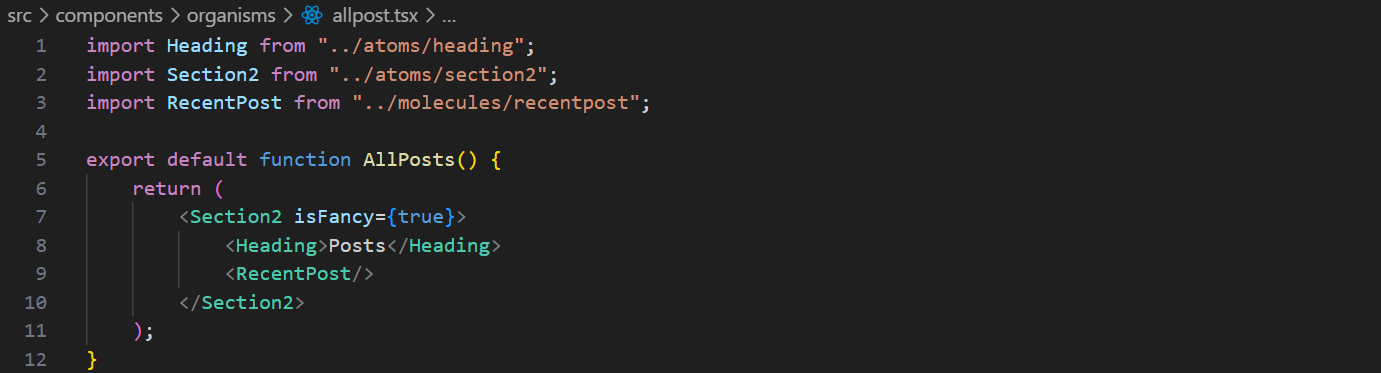 src > components > organisms > allpost.tsx > ...
1 import Heading from "../atoms/heading";
2 import Section2 from "../atoms/section2";
3 import RecentPost from "../molecules/recentpost";
4
5 export default function AllPosts() {
6     return (
7         <Section2 isFancy={true}>
8             <Heading>Posts</Heading>
9             <RecentPost/>
10         </Section2>
11     );
12 }